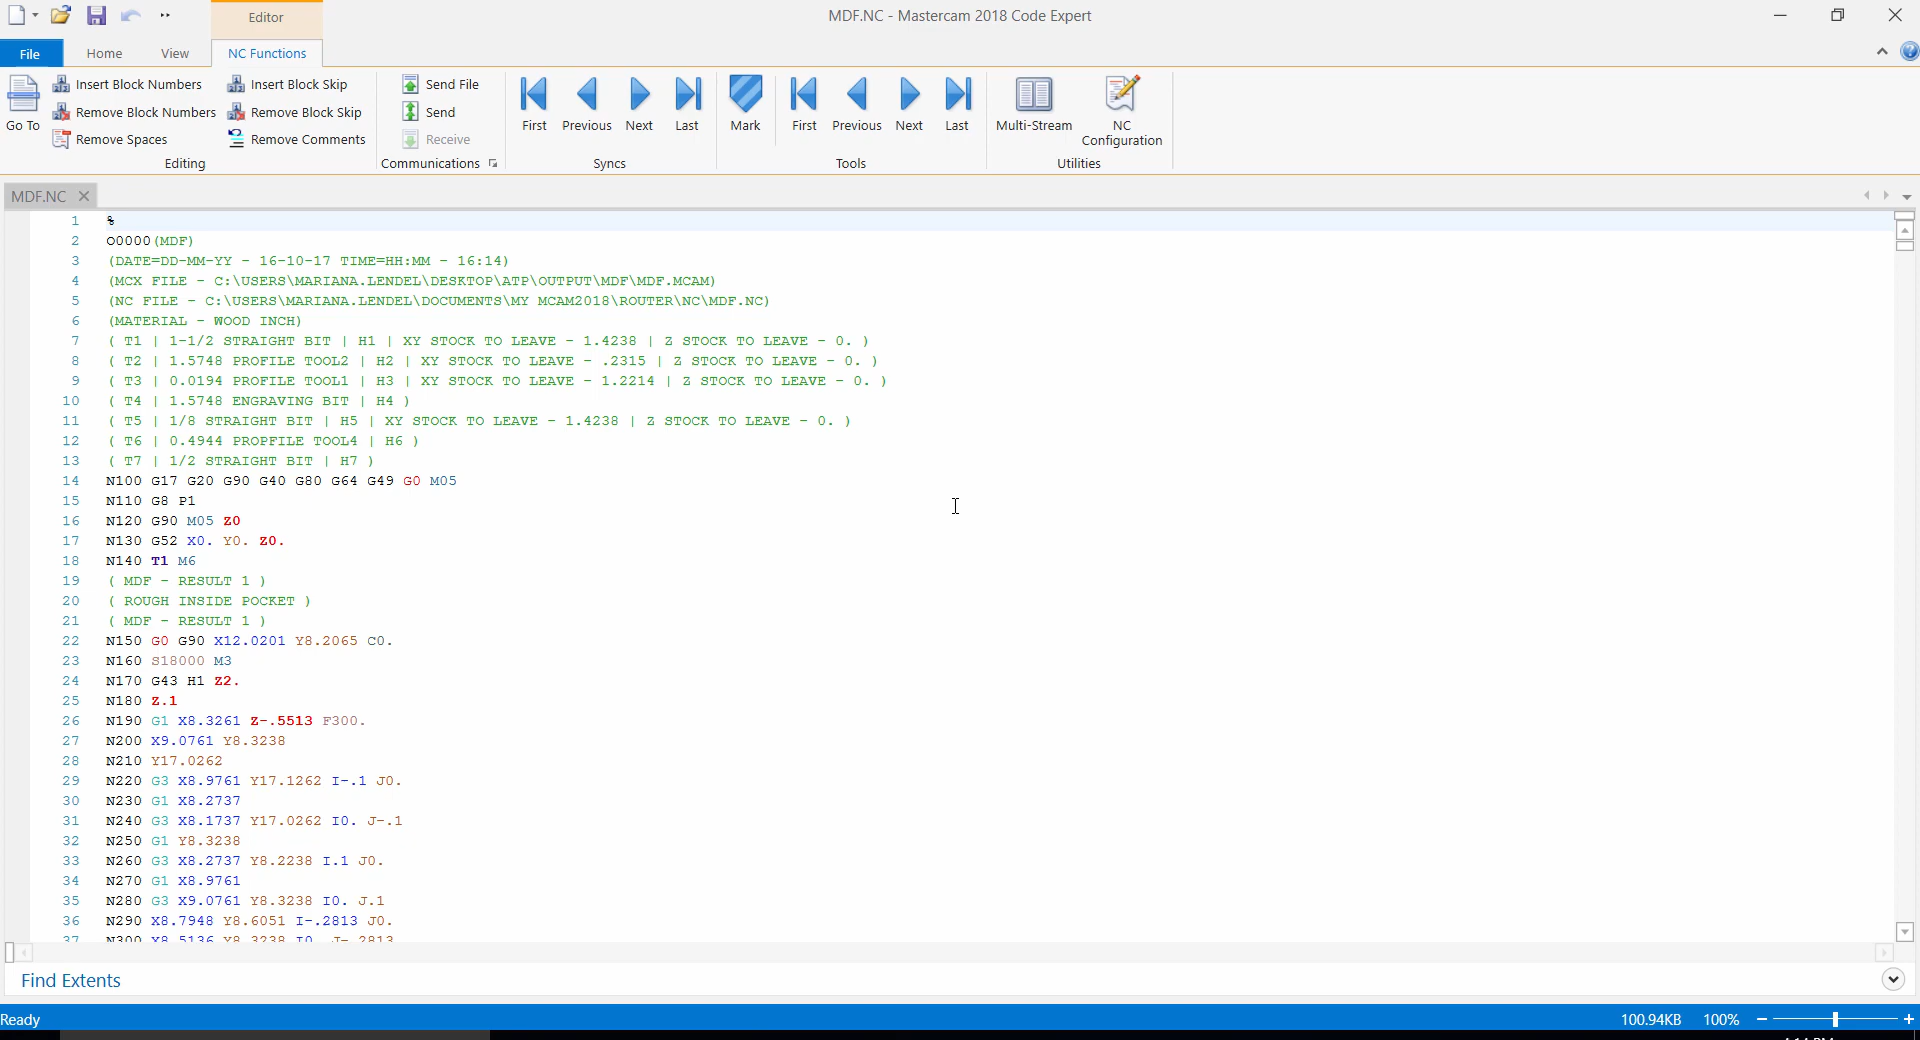 Editor
MDF.NC - Mastercam 2018 Code Expert
File Home View NC Functions
Go To
Insert Block Numbers
Remove Block Numbers
Remove Spaces
Insert Block Skip
Remove Block Skip
Remove Comments
Editing
Send File
Send
Receive
Communications
First Previous Next Last
Syncs
Mark First Previous Next Last
Tools
Multi-Stream
NC Configuration
Utilities
MDF.NC
1 %
2 O0000(MDF)
3 (DATE=DD-MM-YY - 16-10-17 TIME=HH:MM - 16:14)
4 (MCX FILE - C:\USERS\MARIANA.LENDEL\DESKTOP\ATP\OUTPUT\MDF\MDF.MCAM)
5 (NC FILE - C:\USERS\MARIANA.LENDEL\DOCUMENTS\MY MCAM2018\ROUTER\NC\MDF.NC)
6 (MATERIAL - WOOD INCH)
7 ( T1 | 1-1/2 STRAIGHT BIT | H1 | XY STOCK TO LEAVE - 1.4238 | Z STOCK TO LEAVE - 0. )
8 ( T2 | 1.5748 PROFILE TOOL2 | H2 | XY STOCK TO LEAVE - .2315 | Z STOCK TO LEAVE - 0. )
9 ( T3 | 0.0194 PROFILE TOOL1 | H3 | XY STOCK TO LEAVE - 1.2214 | Z STOCK TO LEAVE - 0. )
10 ( T4 | 1.5748 ENGRAVING BIT | H4 )
11 ( T5 | 1/8 STRAIGHT BIT | H5 | XY STOCK TO LEAVE - 1.4238 | Z STOCK TO LEAVE - 0. )
12 ( T6 | 0.4944 PROPFILE TOOL4 | H6 )
13 ( T7 | 1/2 STRAIGHT BIT | H7 )
14 N100 G17 G20 G90 G40 G80 G64 G49 G0 M05
15 N110 G8 P1
16 N120 G90 M05 Z0
17 N130 G52 X0. Y0. Z0.
18 N140 T1 M6
19 ( MDF - RESULT 1 )
20 ( ROUGH INSIDE POCKET )
21 ( MDF - RESULT 1 )
22 N150 G0 G90 X12.0201 Y8.2065 C0.
23 N160 S18000 M3
24 N170 G43 H1 Z2.
25 N180 Z.1
26 N190 G1 X8.3261 Z-.5513 F300.
27 N200 X9.0761 Y8.3238
28 N210 Y17.0262
29 N220 G3 X8.9761 Y17.1262 I-.1 J0.
30 N230 G1 X8.2737
31 N240 G3 X8.1737 Y17.0262 I0. J-.1
32 N250 G1 Y8.3238
33 N260 G3 X8.2737 Y8.2238 I.1 J0.
34 N270 G1 X8.9761
35 N280 G3 X9.0761 Y8.3238 I0. J.1
36 N290 X8.7948 Y8.6051 I-.2813 J0.
37 N300 X8.5136 Y8.3238 I0. J-.2813
Find Extents
Ready 100.94KB 100%